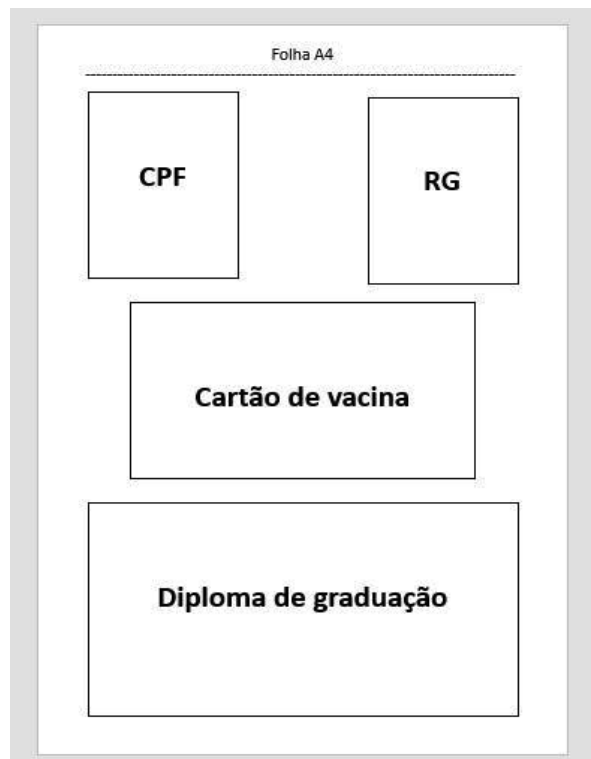 Folha A4
CPF
RG
Cartão de vacina
Diploma de graduação